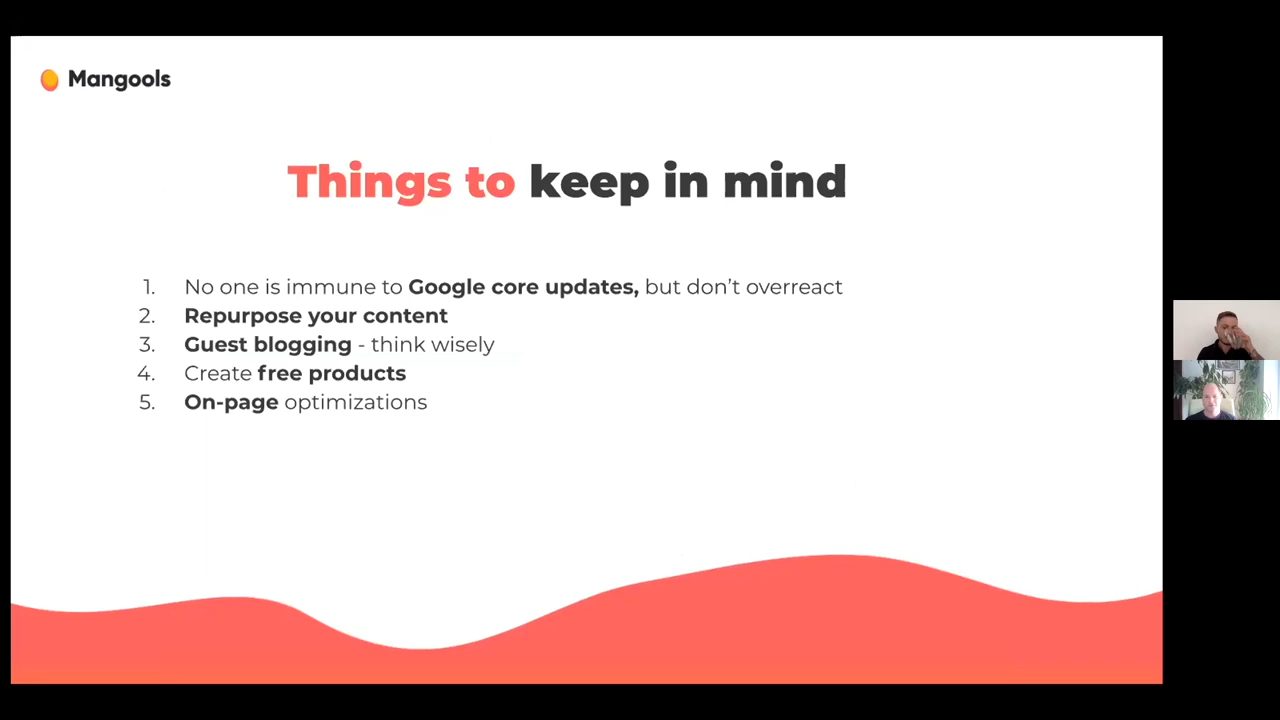 Mangools
Things to keep in mind
1. No one is immune to Google core updates, but don’t overreact
2. Repurpose your content
3. Guest blogging - think wisely
4. Create free products
5. On-page optimizations